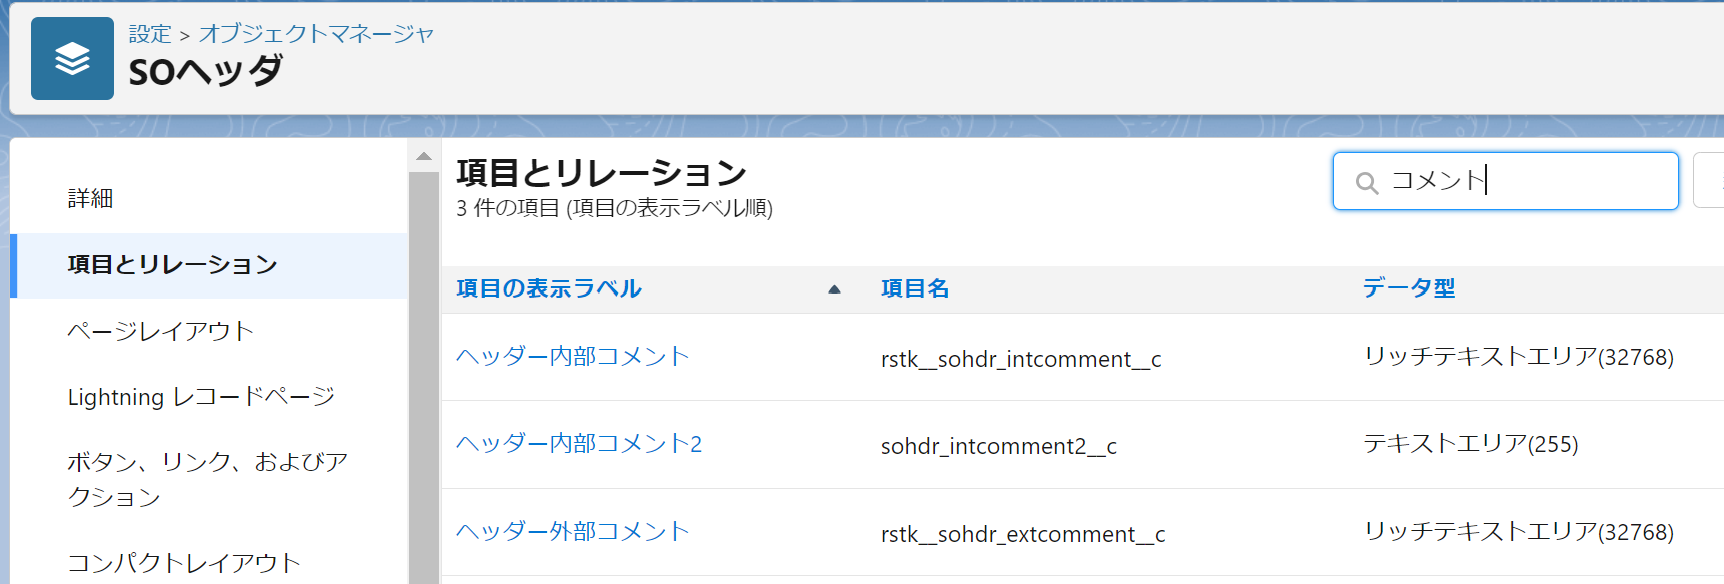 設定 > オブジェクトマネージャ
SOヘッダ
詳細
項目とリレーション
ページレイアウト
Lightning レコードページ
ボタン、リンク、およびア
クション
コンパクトレイアウト
項目とリレーション
3 件の項目 (項目の表示ラベル順)
コメント
項目の表示ラベル 項目名 データ型
ヘッダー内部コメント rstk__sohdr_intcomment__c リッチテキストエリア(32768)
ヘッダー内部コメント2 sohdr_intcomment2__c テキストエリア(255)
ヘッダー外部コメント rstk__sohdr_extcomment__c リッチテキストエリア(32768)